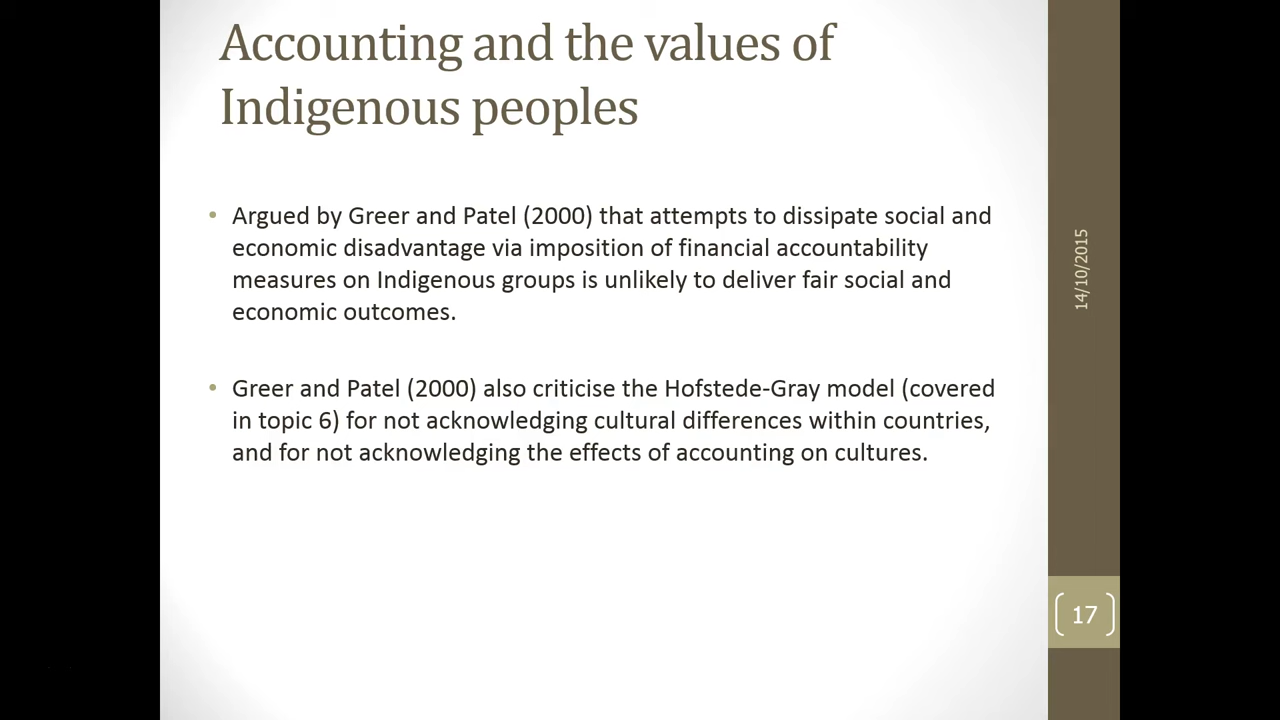 Accounting and the values of
Indigenous peoples
• Argued by Greer and Patel (2000) that attempts to dissipate social and
economic disadvantage via imposition of financial accountability
measures on Indigenous groups is unlikely to deliver fair social and
economic outcomes.
• Greer and Patel (2000) also criticise the Hofstede-Gray model (covered
in topic 6) for not acknowledging cultural differences within countries,
and for not acknowledging the effects of accounting on cultures.
14/10/2015
17